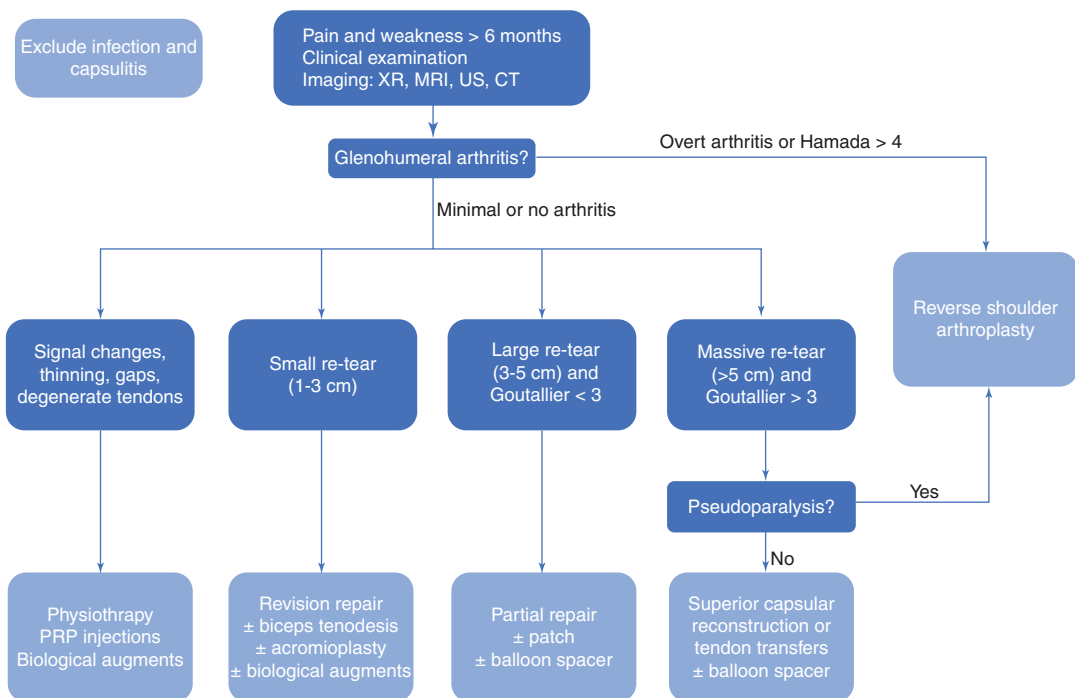 Exclude infection and
capsulitis
Pain and weakness > 6 months
Clinical examination
Imaging: XR, MRI, US, CT
Glenohumeral arthritis?
Overt arthritis or Hamada > 4
Minimal or no arthritis
Reverse shoulder
arthroplasty
Signal changes,
thinning, gaps,
degenerate tendons
Small re-tear
(1-3 cm)
Large re-tear
(3-5 cm) and
Goutallier < 3
Massive re-tear
(>5 cm) and
Goutallier > 3
Pseudoparalysis?
Yes
No
Physiothrapy
PRP injections
Biological augments
Revision repair
± biceps tenodesis
± acromioplasty
± biological augments
Partial repair
± patch
± balloon spacer
Superior capsular
reconstruction or
tendon transfers
± balloon spacer